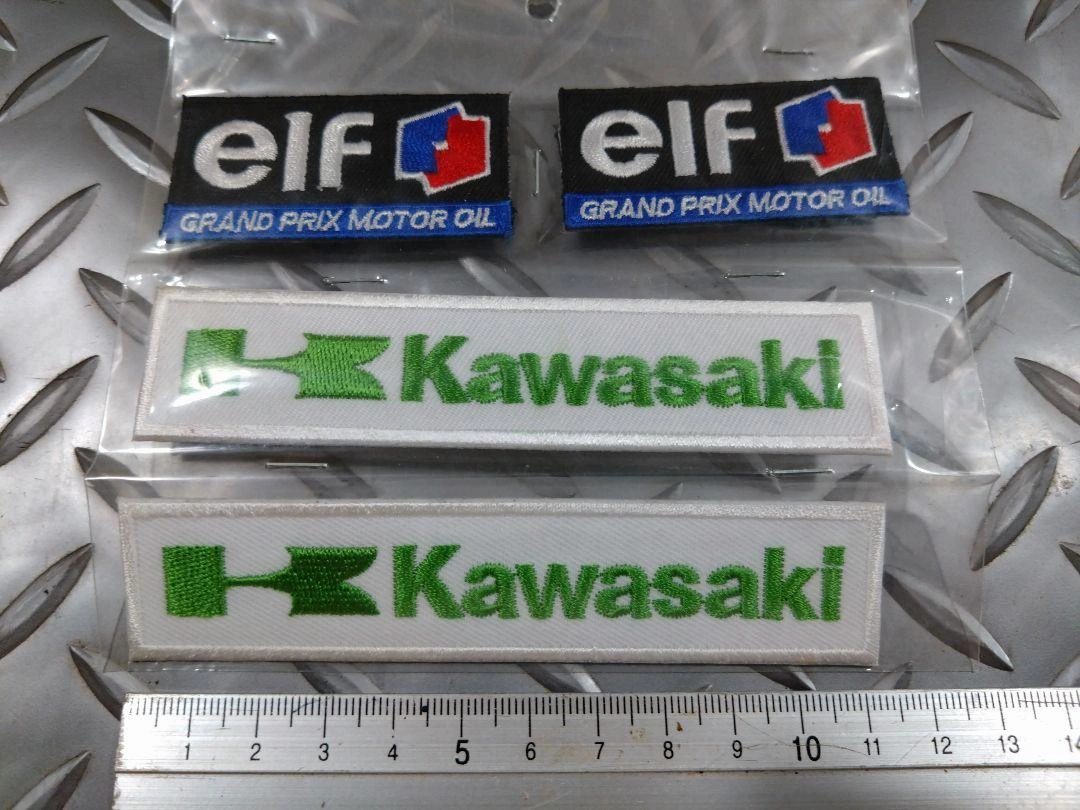 elf
GRAND PRIX MOTOR OIL
elf
GRAND PRIX MOTOR OIL
Kawasaki
Kawasaki
1 2 3 4 5 6 7 8 9 10 11 12 13 14